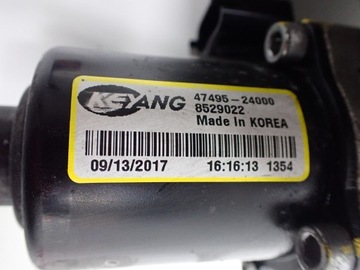 KEYANG 47495-24000
8529022
Made In KOREA
09/13/2017 16:16:13 1354